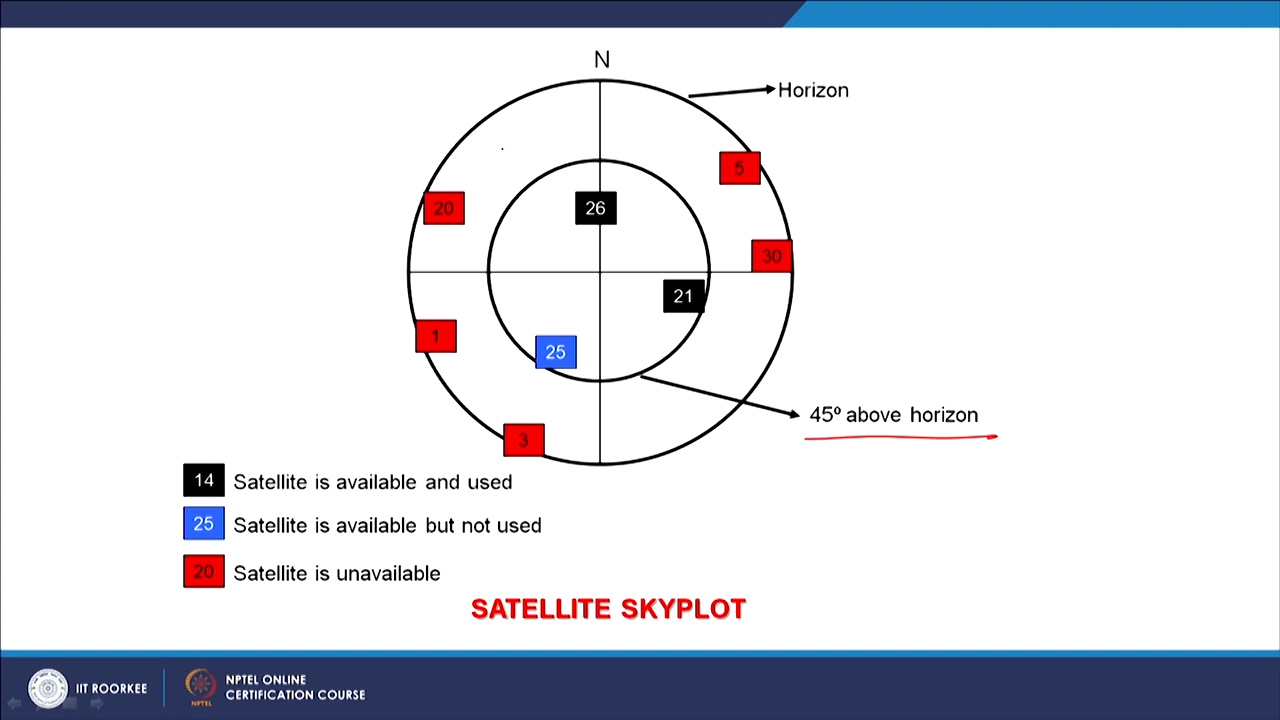 N
Horizon
5
20
26
30
21
1
25
45º above horizon
3
14 Satellite is available and used
25 Satellite is available but not used
20 Satellite is unavailable
SATELLITE SKYPLOT
IIT ROORKEE
NPTEL ONLINE
CERTIFICATION COURSE
NPTEL